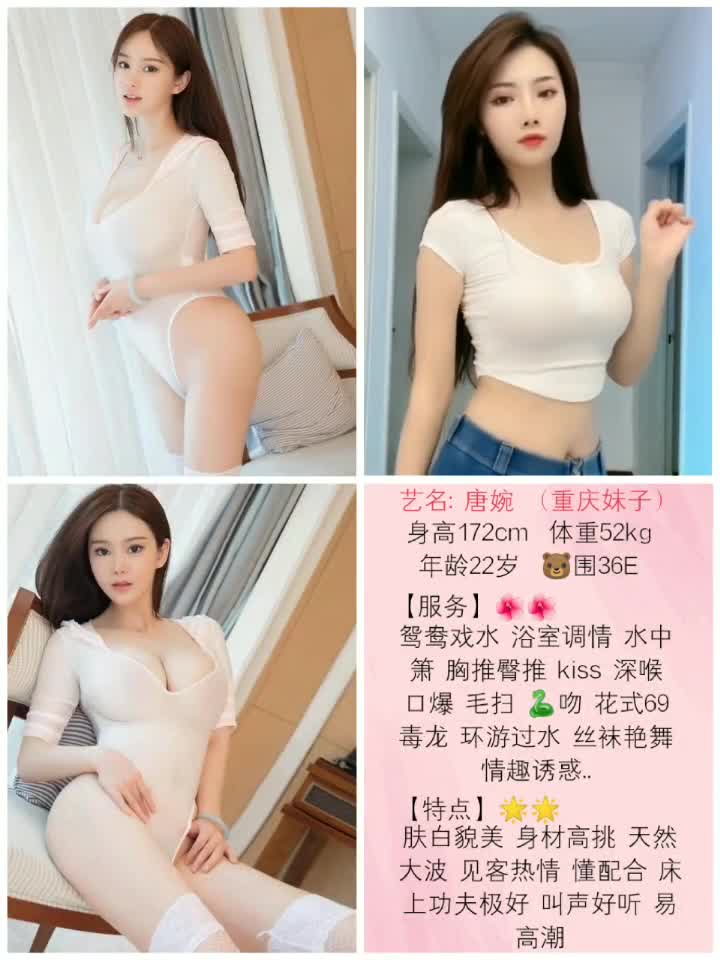 艺名: 唐婉 （重庆妹子）
身高172cm 体重52kg
年龄22岁 🐻围36E
【服务】🌺🌺
鸳鸯戏水 浴室调情 水中
箫 胸推臀推 kiss 深喉
口爆 毛扫 🐍吻 花式69
毒龙 环游过水 丝袜艳舞
情趣诱惑..
【特点】🌟🌟
肤白貌美 身材高挑 天然
大波 见客热情 懂配合 床
上功夫极好 叫声好听 易
高潮